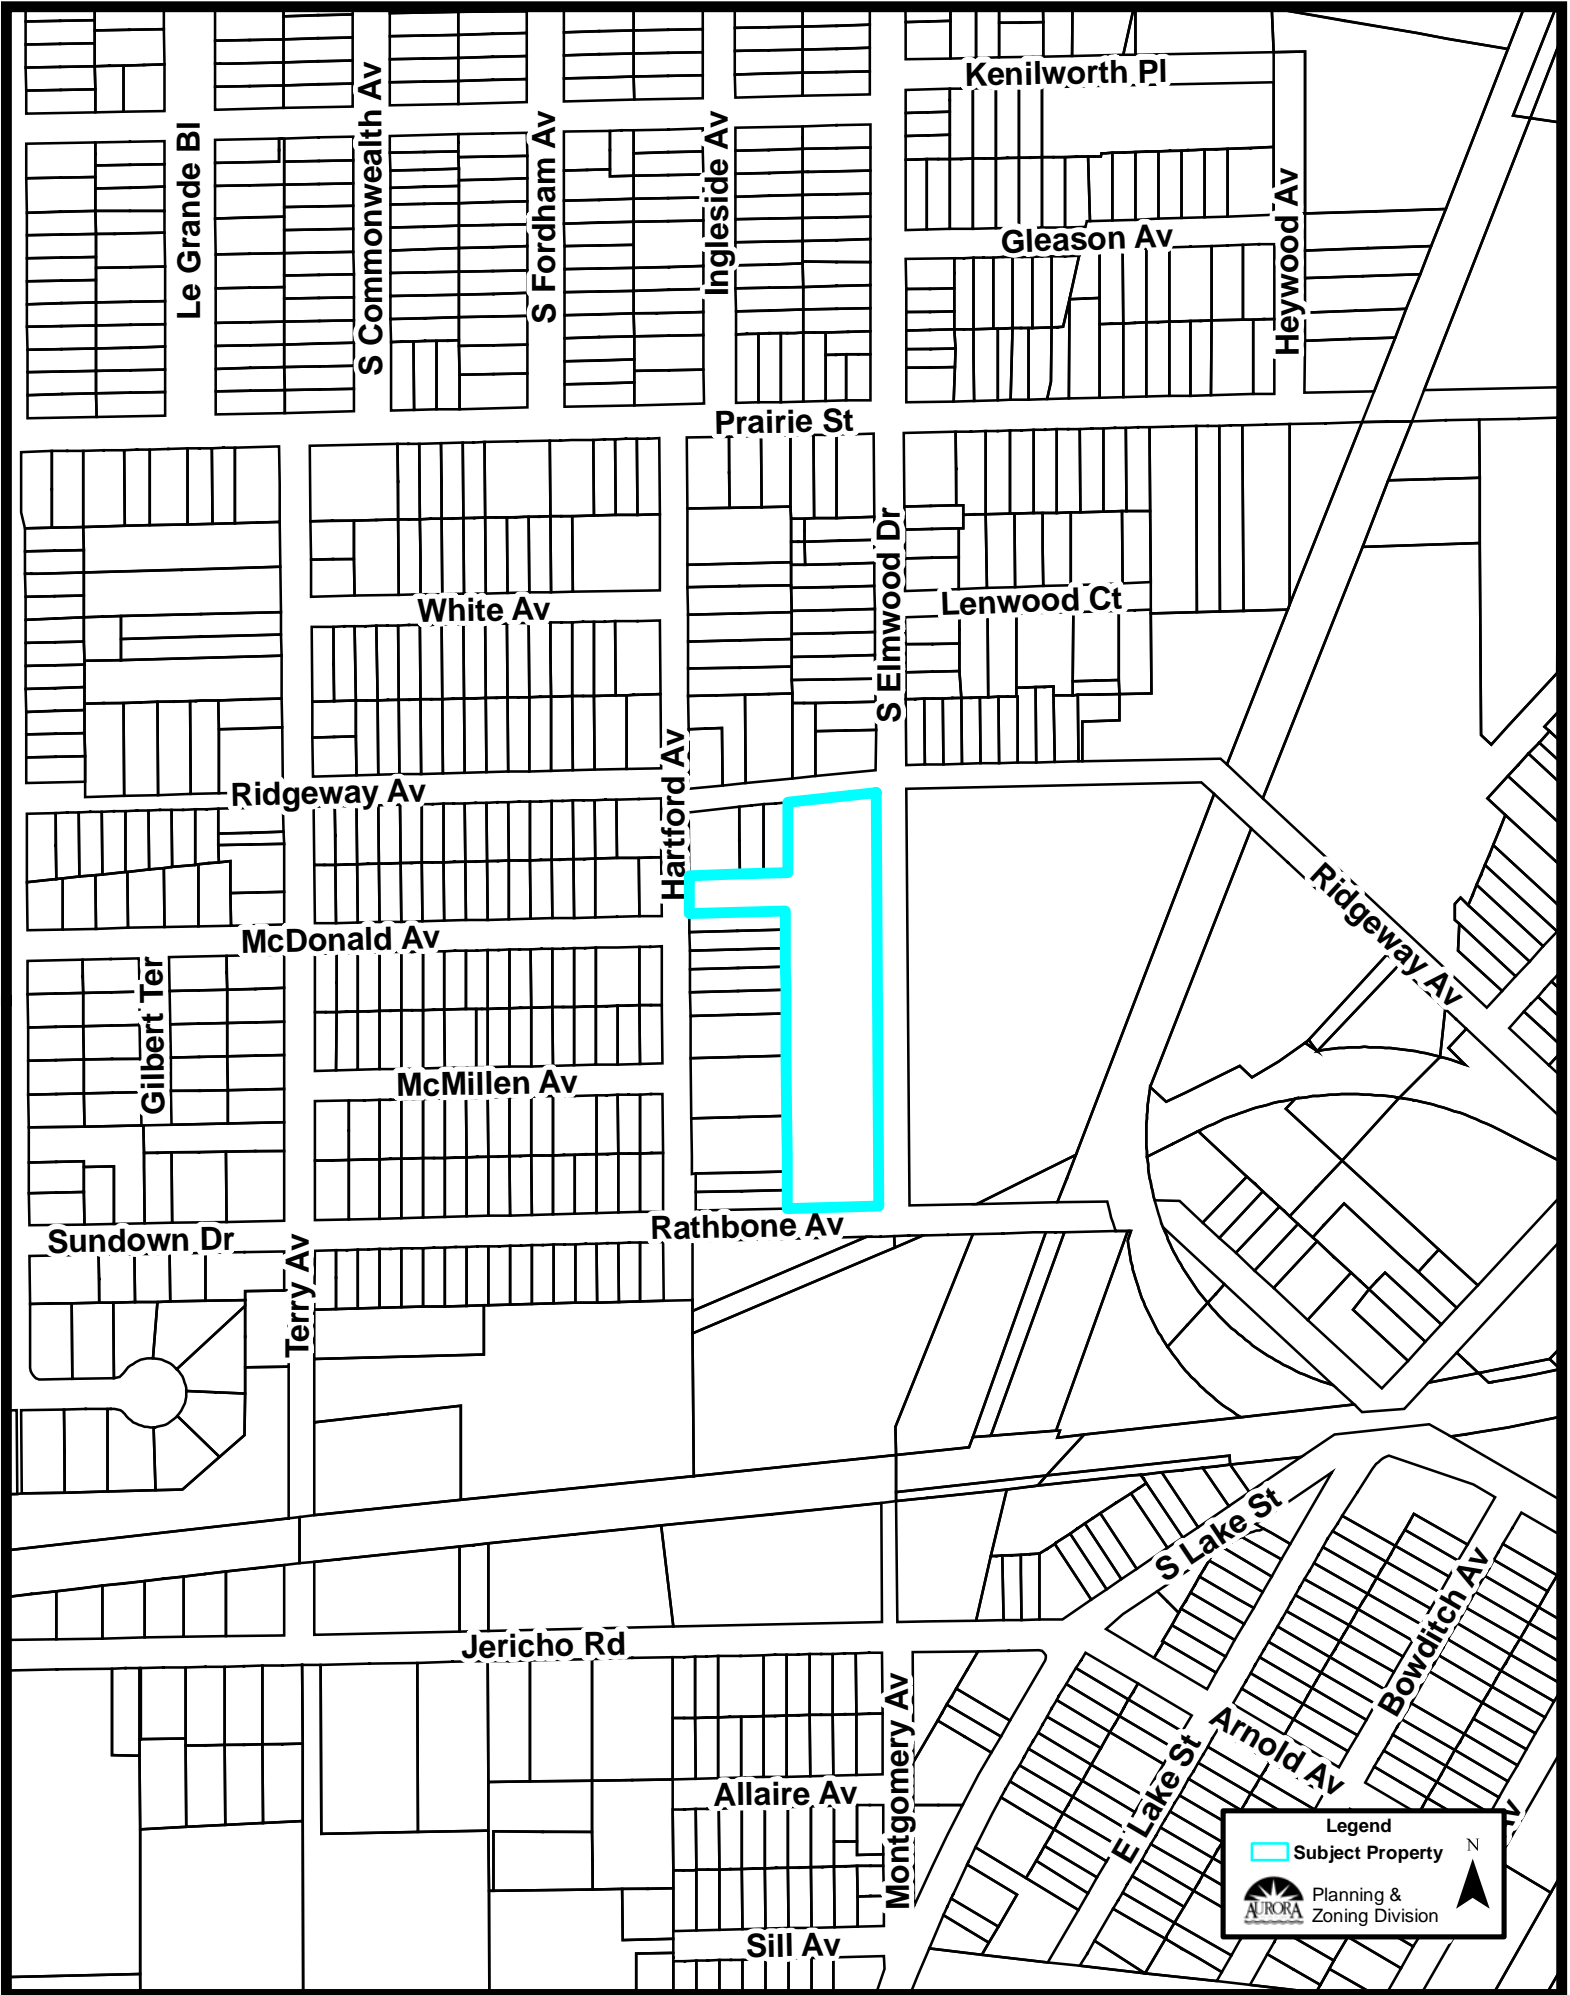 Kenilworth Pl
Le Grande Bl
S Commonwealth Av
S Fordham Av
Ingleside Av
Gleason Av
Heywood Av
Prairie St
S Elmwood Dr
White Av
Lenwood Ct
Hartford Av
Ridgeway Av
Ridgeway Av
McDonald Av
Gilbert Ter
McMillen Av
Rathbone Av
Sundown Dr
Terry Av
S Lake St
Jericho Rd
Bowditch Av
Montgomery Av
Arnold Av
E Lake St
Allaire Av
Sill Av
Legend
Subject Property
N
AURORA
Planning &
Zoning Division